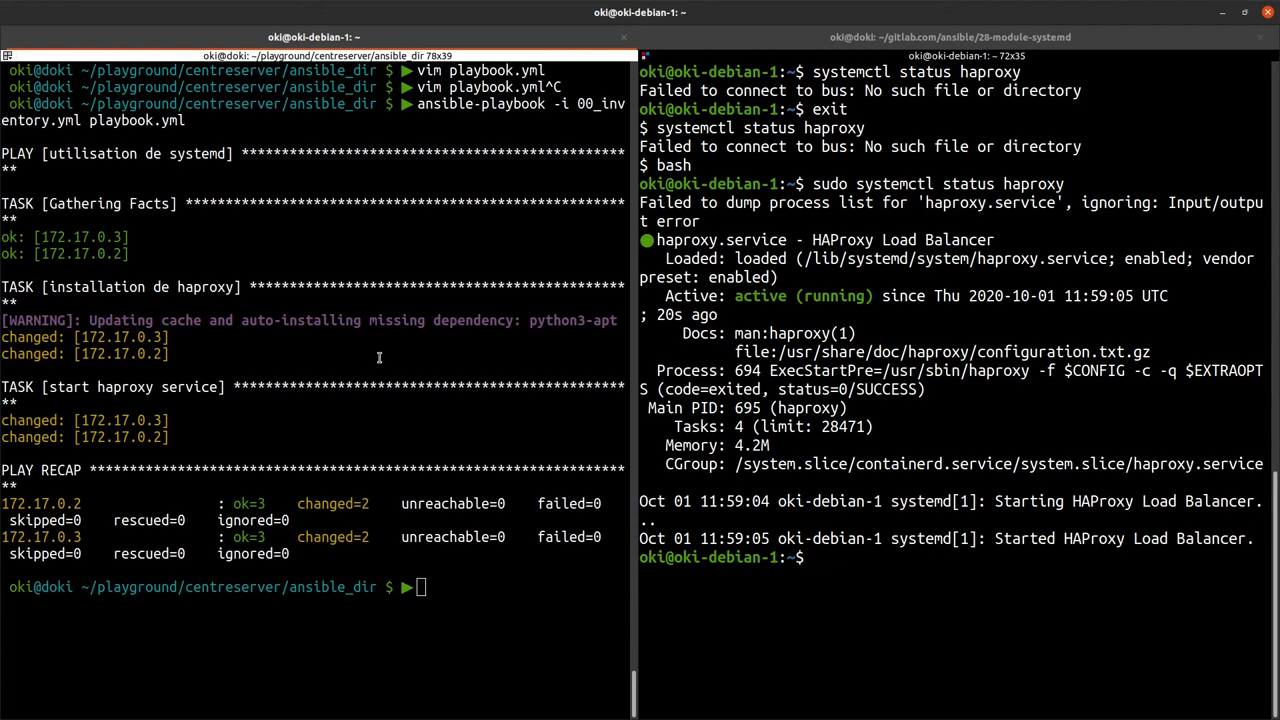 oki@oki-debian-1: ~
oki@oki-debian-1: ~
oki@doki: ~/playground/centreserver/ansible_dir 78x39
oki@doki ~/playground/centreserver/ansible_dir $ ▶vim playbook.yml
oki@doki ~/playground/centreserver/ansible_dir $ ▶vim playbook.yml^C
oki@doki ~/playground/centreserver/ansible_dir $ ▶ansible-playbook -i 00_inv
entory.yml playbook.yml
PLAY [utilisation de systemd] *************************************************
**
TASK [Gathering Facts] ********************************************************
**
ok: [172.17.0.3]
ok: [172.17.0.2]
TASK [installation de haproxy] ************************************************
**
[WARNING]: Updating cache and auto-installing missing dependency: python3-apt
changed: [172.17.0.3]
changed: [172.17.0.2]
TASK [start haproxy service] **************************************************
**
changed: [172.17.0.3]
changed: [172.17.0.2]
PLAY RECAP ********************************************************************
**
172.17.0.2 : ok=3 changed=2 unreachable=0 failed=0
skipped=0 rescued=0 ignored=0
172.17.0.3 : ok=3 changed=2 unreachable=0 failed=0
skipped=0 rescued=0 ignored=0
oki@doki ~/playground/centreserver/ansible_dir $ ▶
oki@doki: ~/gitlab.com/ansible/28-module-systemd
oki@oki-debian-1: ~ 72x35
oki@oki-debian-1:~$ systemctl status haproxy
Failed to connect to bus: No such file or directory
oki@oki-debian-1:~$ exit
$ systemctl status haproxy
Failed to connect to bus: No such file or directory
$ bash
oki@oki-debian-1:~$ sudo systemctl status haproxy
Failed to dump process list for 'haproxy.service', ignoring: Input/outpu
t error
● haproxy.service - HAProxy Load Balancer
Loaded: loaded (/lib/systemd/system/haproxy.service; enabled; vendor
preset: enabled)
Active: active (running) since Thu 2020-10-01 11:59:05 UTC
; 20s ago
Docs: man:haproxy(1)
file:/usr/share/doc/haproxy/configuration.txt.gz
Process: 694 ExecStartPre=/usr/sbin/haproxy -f $CONFIG -c -q $EXTRAOPT
S (code=exited, status=0/SUCCESS)
Main PID: 695 (haproxy)
Tasks: 4 (limit: 28471)
Memory: 4.2M
CGroup: /system.slice/containerd.service/system.slice/haproxy.service
Oct 01 11:59:04 oki-debian-1 systemd[1]: Starting HAProxy Load Balancer.
..
Oct 01 11:59:05 oki-debian-1 systemd[1]: Started HAProxy Load Balancer.
oki@oki-debian-1:~$